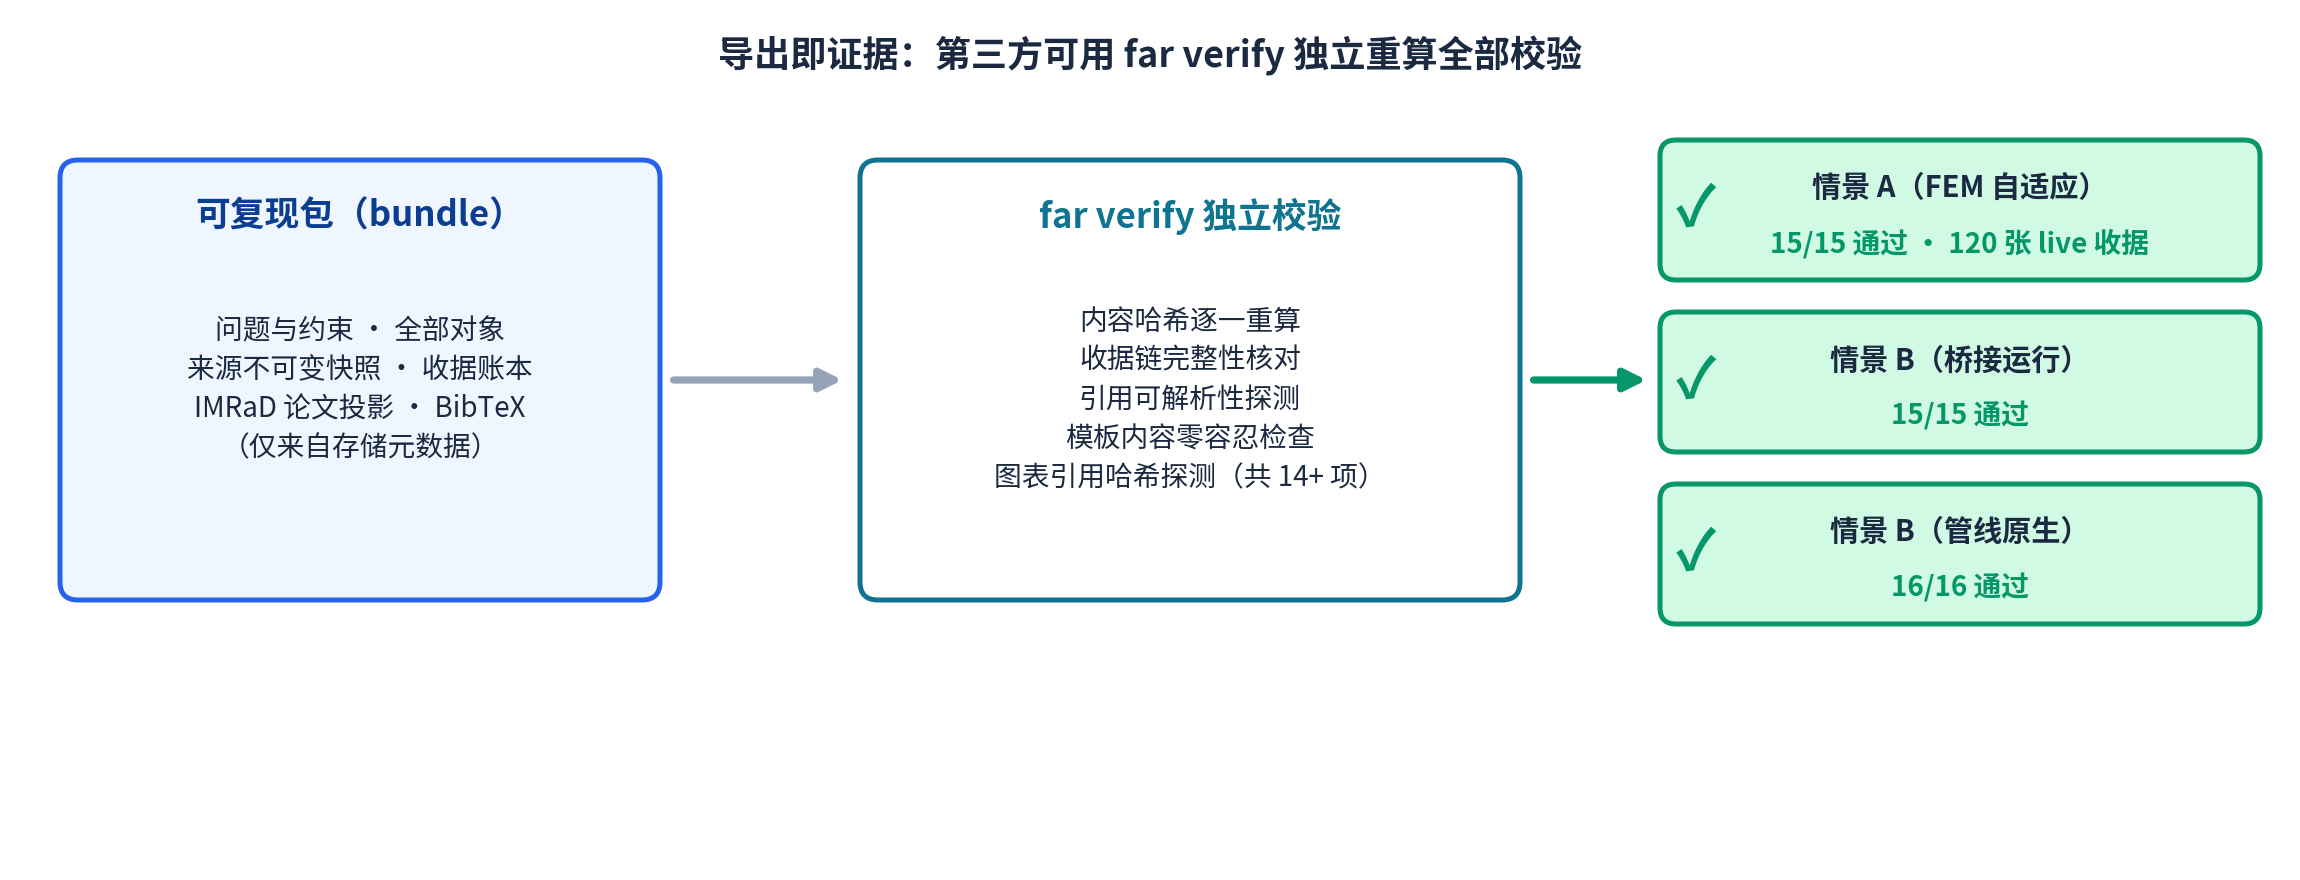 导出即证据：第三方可用 far verify 独立重算全部校验
可复现包（bundle）
问题与约束 · 全部对象
来源不可变快照 · 收据账本
IMRaD 论文投影 · BibTeX
（仅来自存储元数据）
far verify 独立校验
内容哈希逐一重算
收据链完整性核对
引用可解析性探测
模板内容零容忍检查
图表引用哈希探测（共 14+ 项）
✓
情景 A（FEM 自适应）
15/15 通过 · 120 张 live 收据
✓
情景 B（桥接运行）
15/15 通过
✓
情景 B（管线原生）
16/16 通过